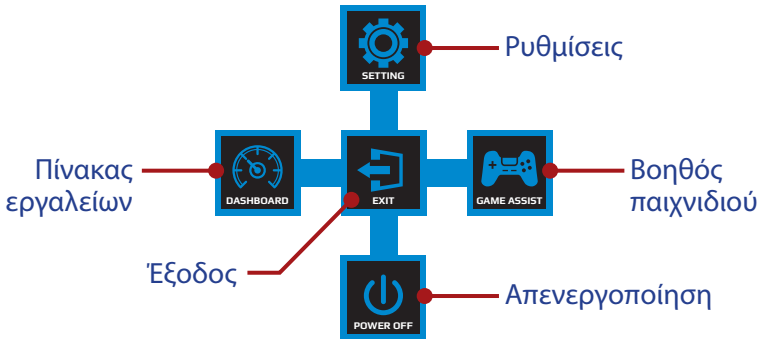 Ρυθμίσεις
SETTING
Πίνακας
εργαλείων
DASHBOARD
EXIT
GAME ASSIST
Βοηθός
παιχνιδιού
Έξοδος
POWER OFF
Απενεργοποίηση